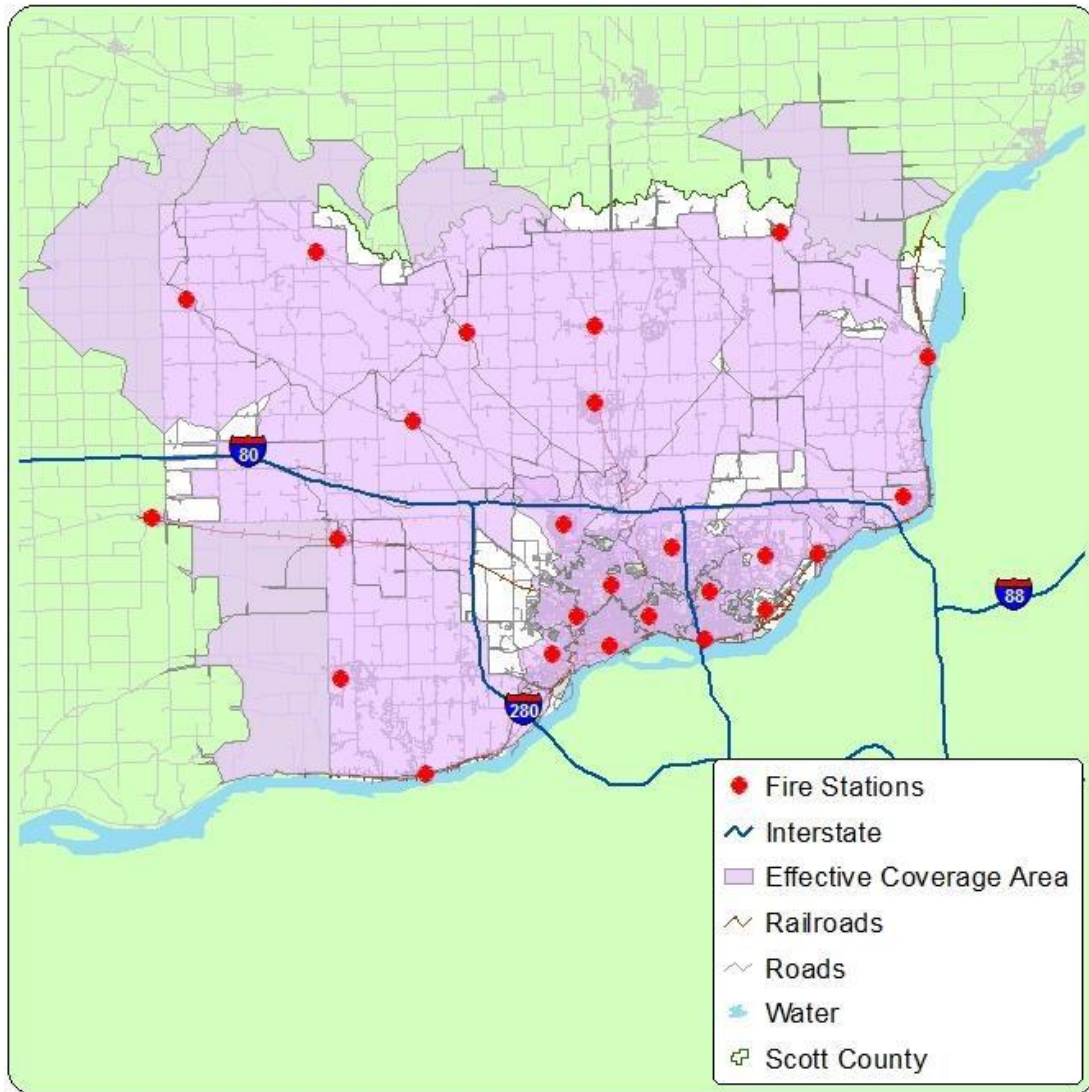 80
88
280
Fire Stations
Interstate
Effective Coverage Area
Railroads
Roads
Water
Scott County